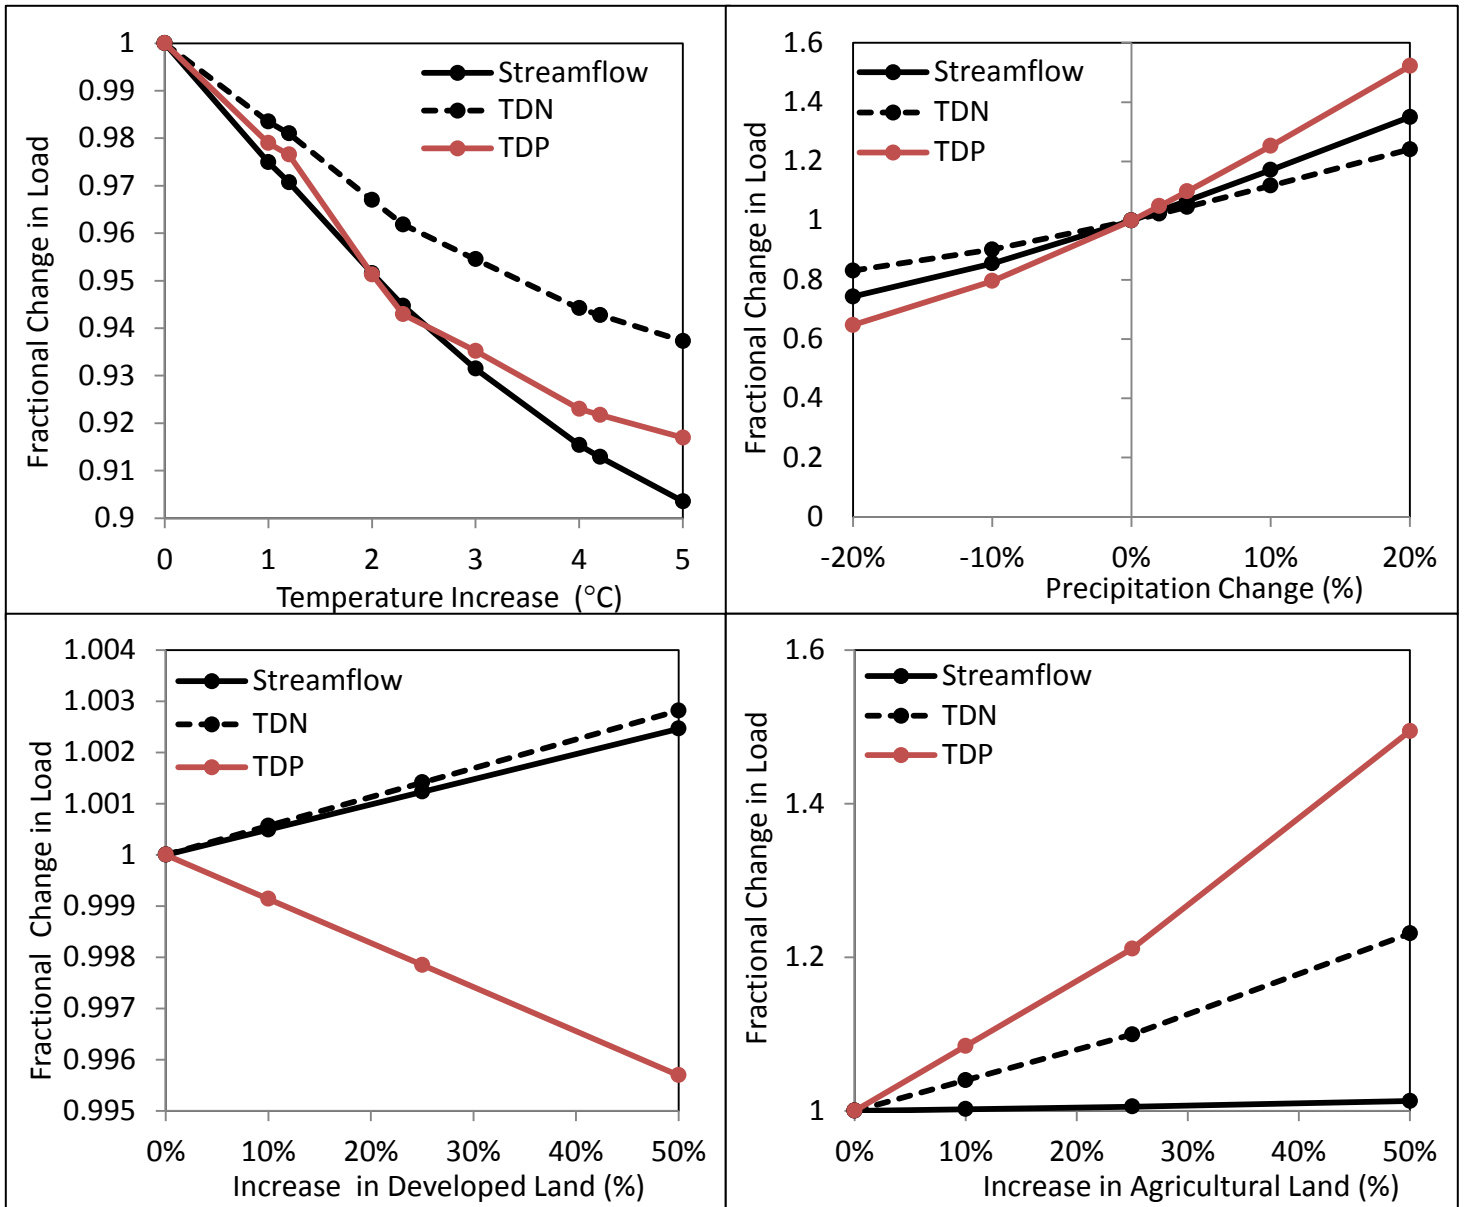 1
0.99
0.98
0.97
0.96
0.95
0.94
0.93
0.92
0.91
0.9
Fractional Change in Load
Streamflow
TDN
TDP
0 1 2 3 4 5
Temperature Increase (°C)
1.6
1.4
1.2
1
0.8
0.6
0.4
0.2
0
Fractional Change in Load
Streamflow
TDN
TDP
-20% -10% 0% 10% 20%
Precipitation Change (%)
1.004
1.003
1.002
1.001
1
0.999
0.998
0.997
0.996
0.995
Fractional Change in Load
Streamflow
TDN
TDP
0% 10% 20% 30% 40% 50%
Increase in Developed Land (%)
1.6
1.4
1.2
1
Fractional Change in Load
Streamflow
TDN
TDP
0% 10% 20% 30% 40% 50%
Increase in Agricultural Land (%)